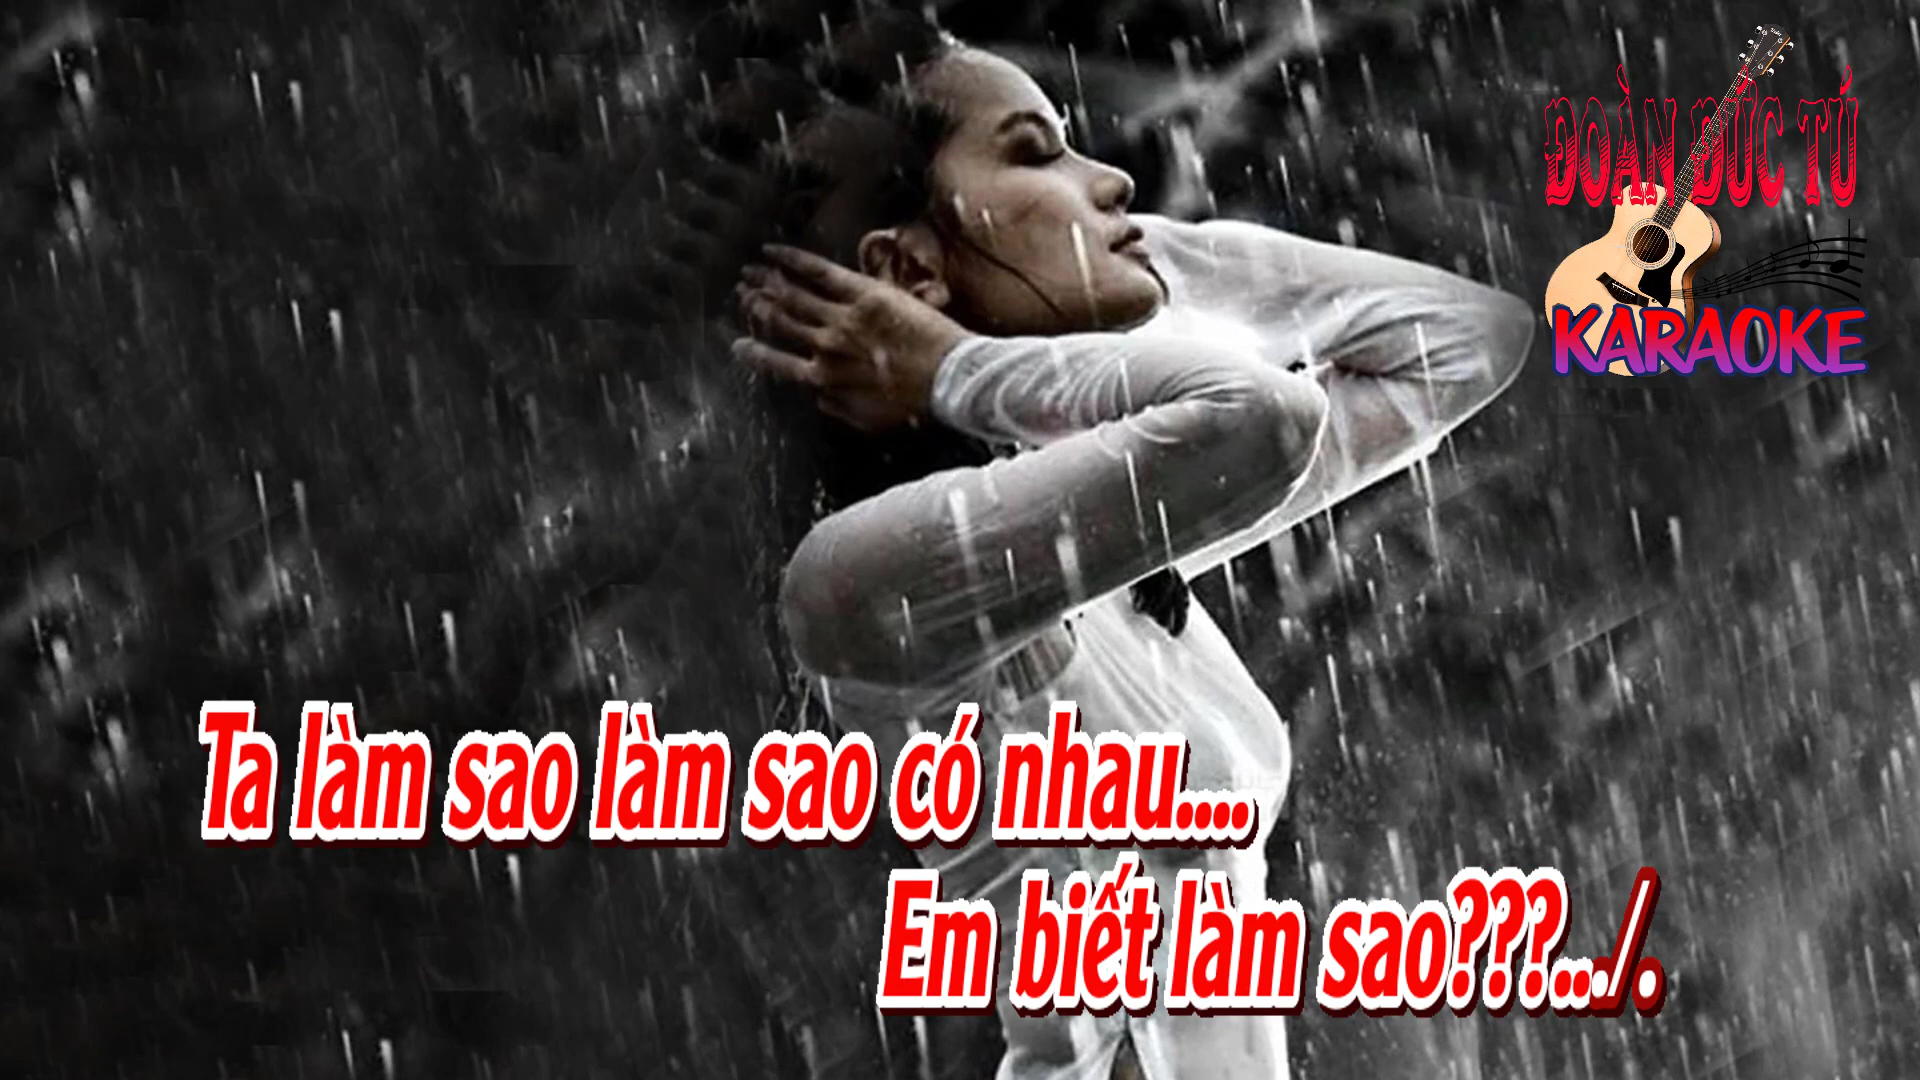 ĐOÀN ĐỨC TÚ
KARAOKE
Ta làm sao làm sao có nhau....
Em biết làm sao???.../.